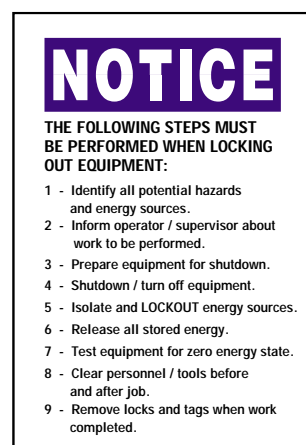 NOTICE
THE FOLLOWING STEPS MUST
BE PERFORMED WHEN LOCKING
OUT EQUIPMENT:
1 - Identify all potential hazards
and energy sources.
2 - Inform operator / supervisor about
work to be performed.
3 - Prepare equipment for shutdown.
4 - Shutdown / turn off equipment.
5 - Isolate and LOCKOUT energy sources.
6 - Release all stored energy.
7 - Test equipment for zero energy state.
8 - Clear personnel / tools before
and after job.
9 - Remove locks and tags when work
completed.